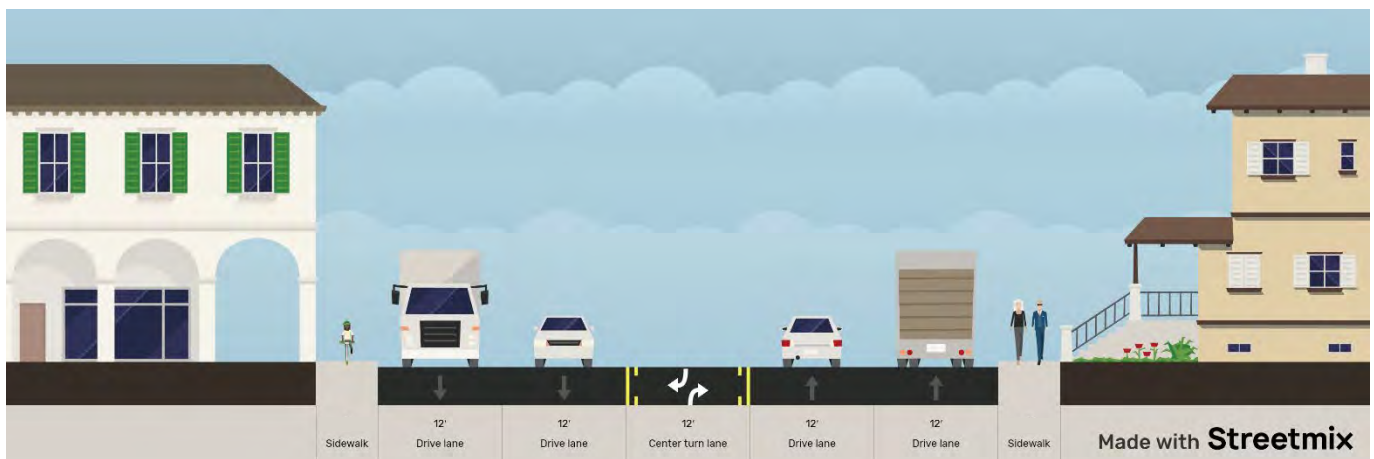 12'
12'
12'
12'
12'
Sidewalk
Drive lane
Drive lane
Center turn lane
Drive lane
Drive lane
Sidewalk
Made with Streetmix